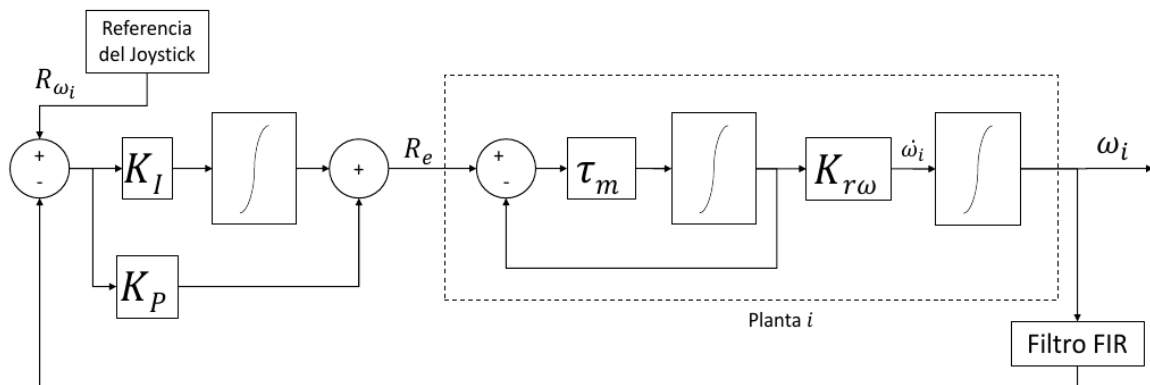 Referencia
del Joystick
R_{ω_i}
+
-
K_I
K_P
+
R_e
+
-
τ_m
K_{rω}
ω̇_i
ω_i
Planta i
Filtro FIR